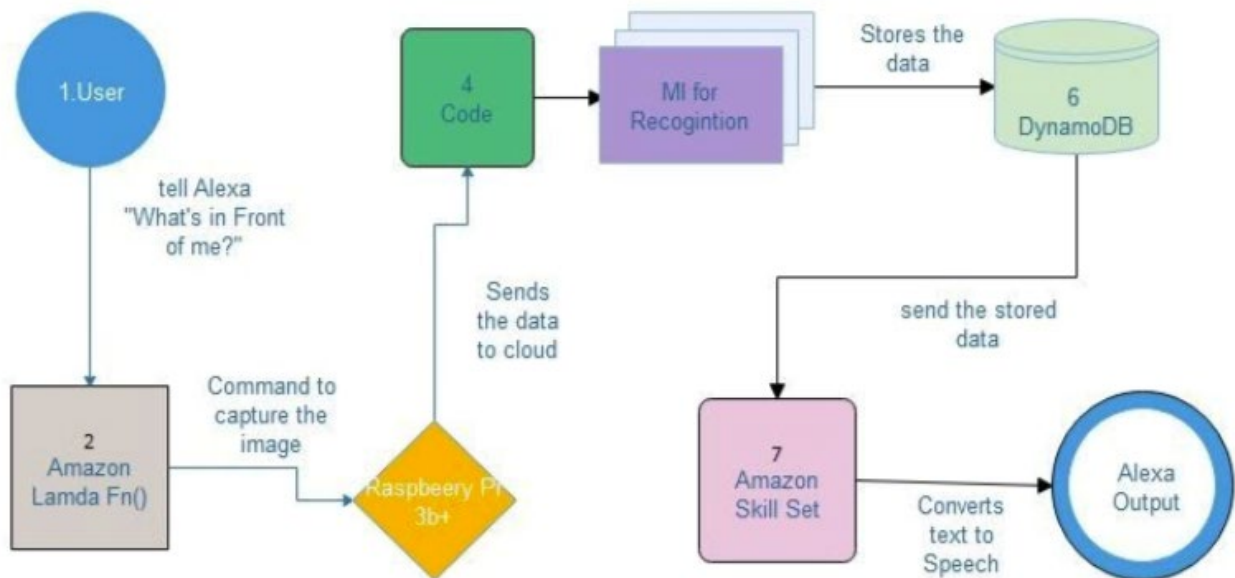 1.User
tell Alexa
"What's in Front
of me?"
2
Amazon
Lamda Fn()
Command to
capture the
image
Raspbeery Pi
3b+
Sends
the data
to cloud
4
Code
MI for
Recogintion
Stores the
data
6
DynamoDB
send the stored
data
7
Amazon
Skill Set
Converts
text to
Speech
Alexa
Output